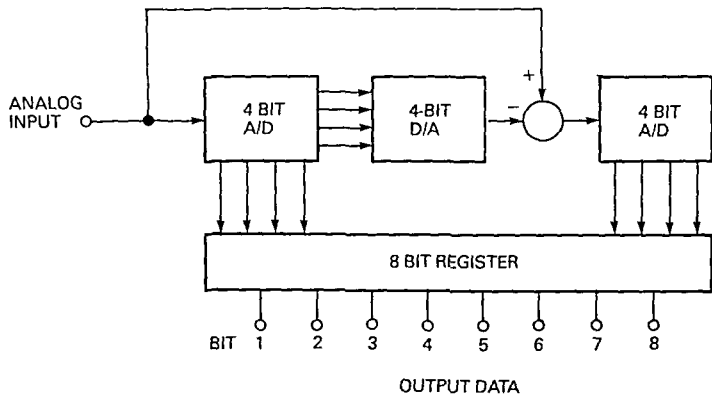 ANALOG
INPUT
4 BIT
A/D
4-BIT
D/A
−
+
4 BIT
A/D
8 BIT REGISTER
BIT 1 2 3 4 5 6 7 8
OUTPUT DATA